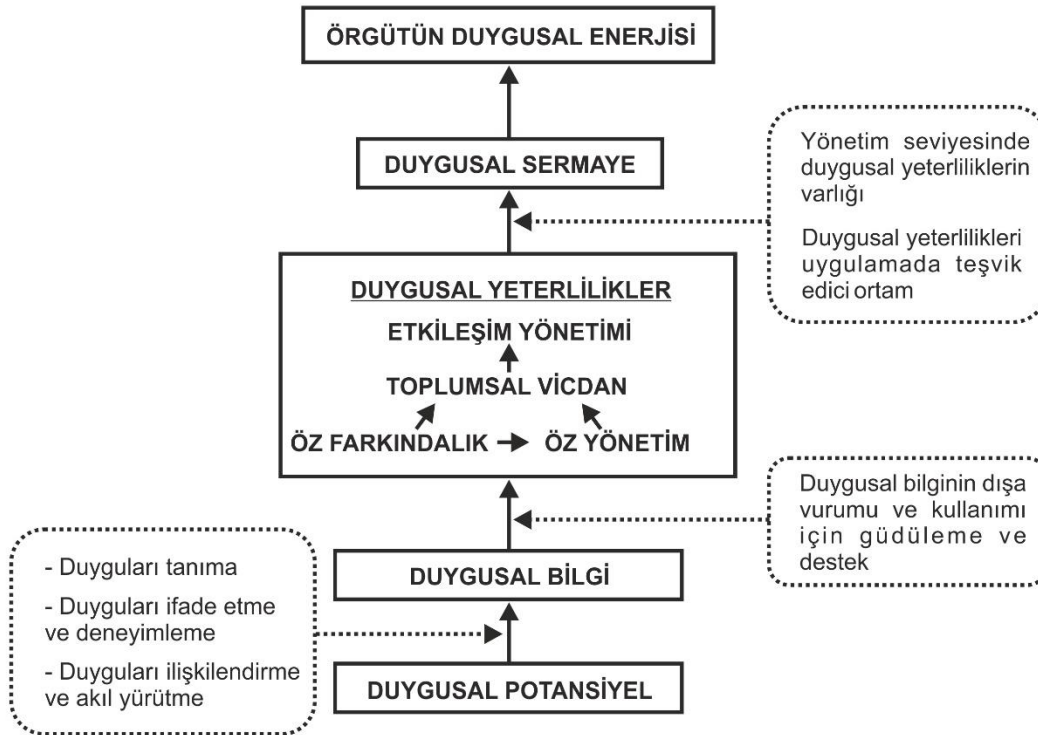 ÖRGÜTÜN DUYGUSAL ENERJİSİ
DUYGUSAL SERMAYE
Yönetim seviyesinde
duygusal yeterliliklerin
varlığı
Duygusal yeterlilikleri
uygulamada teşvik
edici ortam
DUYGUSAL YETERLİLİKLER
ETKİLEŞİM YÖNETİMİ
TOPLUMSAL VİCDAN
ÖZ FARKINDALIK
ÖZ YÖNETİM
Duygusal bilginin dışa
vurumu ve kullanımı
için güdüleme ve
destek
DUYGUSAL BİLGİ
- Duyguları tanıma
- Duyguları ifade etme
ve deneyimleme
- Duyguları ilişkilendirme
ve akıl yürütme
DUYGUSAL POTANSİYEL